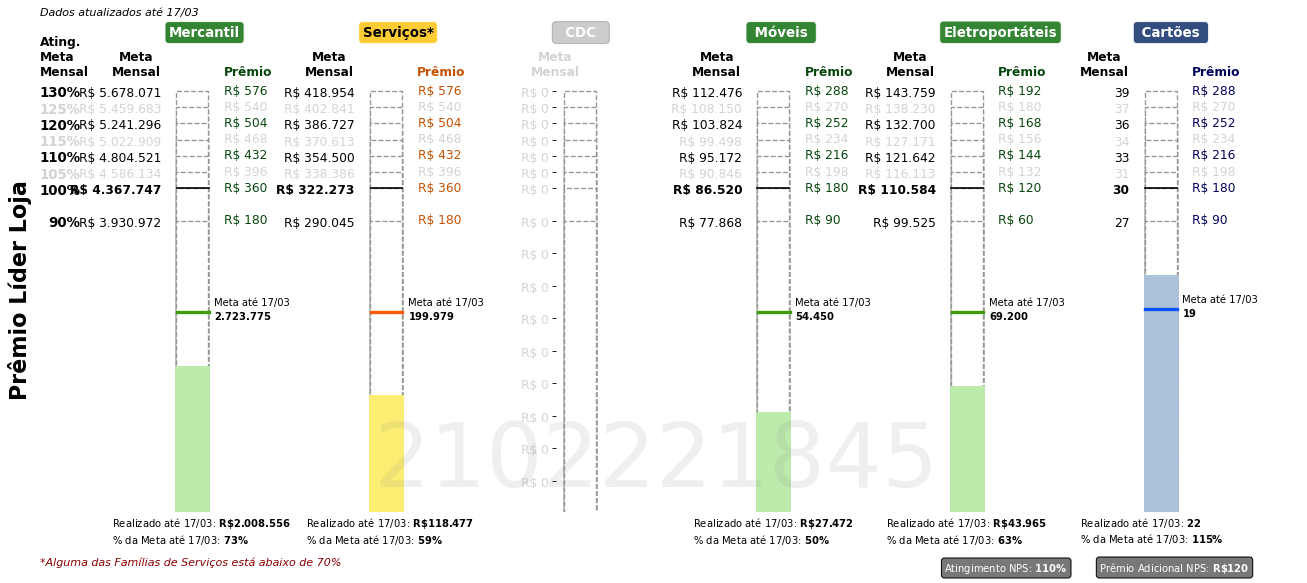 Dados atualizados até 17/03
Mercantil Serviços* CDC Móveis Eletroportáteis Cartões
Ating.
Meta Meta Meta Meta Meta Meta Meta
Mensal Mensal Prêmio Mensal Prêmio Mensal Mensal Prêmio Mensal Prêmio Mensal Prêmio
130% R$ 5.678.071 R$ 576 R$ 418.954 R$ 576 R$ 0 R$ 112.476 R$ 288 R$ 143.759 R$ 192 39 R$ 288
125% R$ 5.459.683 R$ 540 R$ 402.841 R$ 540 R$ 0 R$ 108.150 R$ 270 R$ 138.230 R$ 180 37 R$ 270
120% R$ 5.241.296 R$ 504 R$ 386.727 R$ 504 R$ 0 R$ 103.824 R$ 252 R$ 132.700 R$ 168 36 R$ 252
115% R$ 5.022.909 R$ 468 R$ 370.613 R$ 468 R$ 0 R$ 99.498 R$ 234 R$ 127.171 R$ 156 34 R$ 234
110% R$ 4.804.521 R$ 432 R$ 354.500 R$ 432 R$ 0 R$ 95.172 R$ 216 R$ 121.642 R$ 144 33 R$ 216
105% R$ 4.586.134 R$ 396 R$ 338.386 R$ 396 R$ 0 R$ 90.846 R$ 198 R$ 116.113 R$ 132 31 R$ 198
100% R$ 4.367.747 R$ 360 R$ 322.273 R$ 360 R$ 0 R$ 86.520 R$ 180 R$ 110.584 R$ 120 30 R$ 180
90% R$ 3.930.972 R$ 180 R$ 290.045 R$ 180 R$ 0 R$ 77.868 R$ 90 R$ 99.525 R$ 60 27 R$ 90
R$ 0
R$ 0
Prêmio Líder Loja
Meta até 17/03 Meta até 17/03 Meta até 17/03 Meta até 17/03 Meta até 17/03
2.723.775 199.979 R$ 0 54.450 69.200 19
R$ 0
R$ 0
R$ 0
R$ 0
2102221845
R$ 0
Realizado até 17/03: R$2.008.556 Realizado até 17/03: R$118.477 Realizado até 17/03: R$27.472 Realizado até 17/03: R$43.965 Realizado até 17/03: 22
% da Meta até 17/03: 73% % da Meta até 17/03: 59% % da Meta até 17/03: 50% % da Meta até 17/03: 63% % da Meta até 17/03: 115%
*Alguma das Famílias de Serviços está abaixo de 70% Atingimento NPS: 110% Prêmio Adicional NPS: R$120